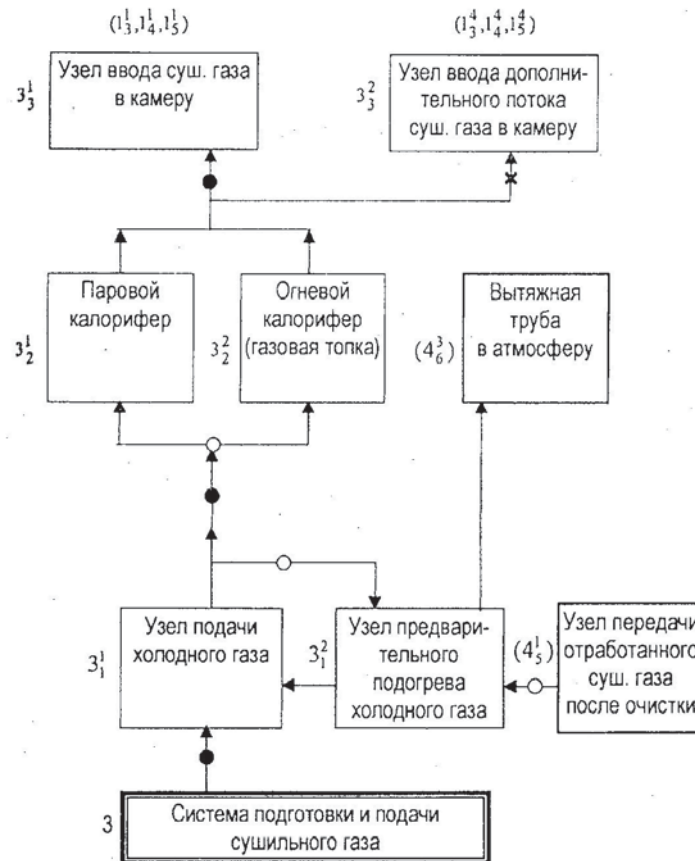 (1₃¹,1₄¹,1₅¹)
(1₃⁴,1₄⁴,1₅⁴)
3₃¹
Узел ввода суш. газа
в камеру
3₃²
Узел ввода дополни-
тельного потока
суш. газа в камеру
3₂¹
Паровой
калорифер
3₂²
Огневой
калорифер
(газовая топка)
(4₆³)
Вытяжная
труба
в атмосферу
3₁¹
Узел подачи
холодного газа
3₁²
Узел предвари-
тельного
подогрева
холодного газа
(4₅¹)
Узел передачи
отработанного
суш. газа
после очистки
3
Система подготовки и подачи
сушильного газа